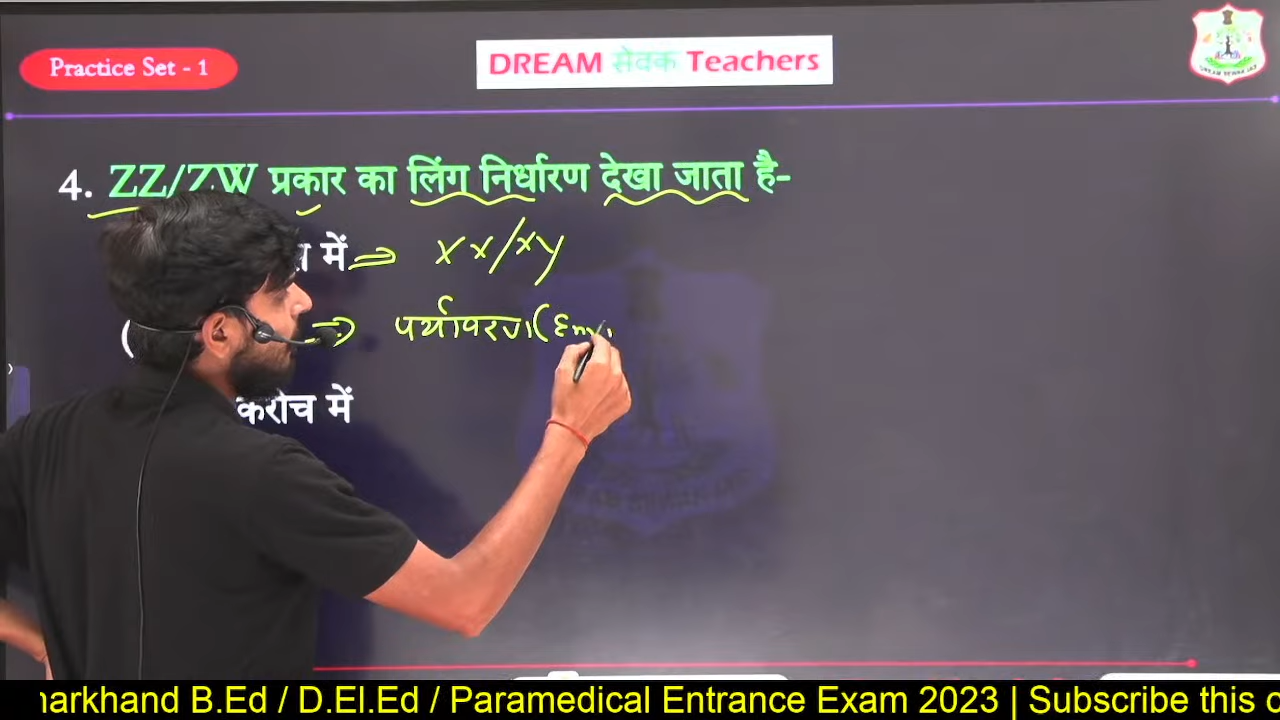 Practice Set - 1
DREAM सेवक Teachers
4. ZZ/ZW प्रकार का लिंग निर्धारण देखा जाता है-
में ⇒ XX/XY
( ⇒ पर्यावरण (Env
करोच में
harkhand B.Ed / D.El.Ed / Paramedical Entrance Exam 2023 | Subscribe this c